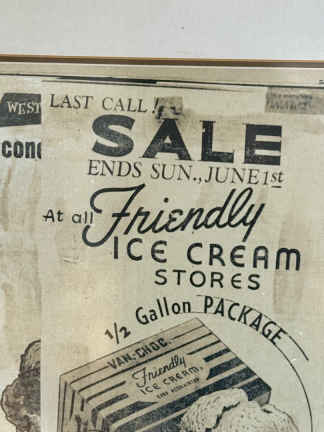 WEST
CONC
LAST CALL!
SALE
ENDS SUN., JUNE 1st
At all Friendly
ICE CREAM
STORES
1/2 Gallon PACKAGE
VAN.-CHOC.
Friendly
ICE CREAM